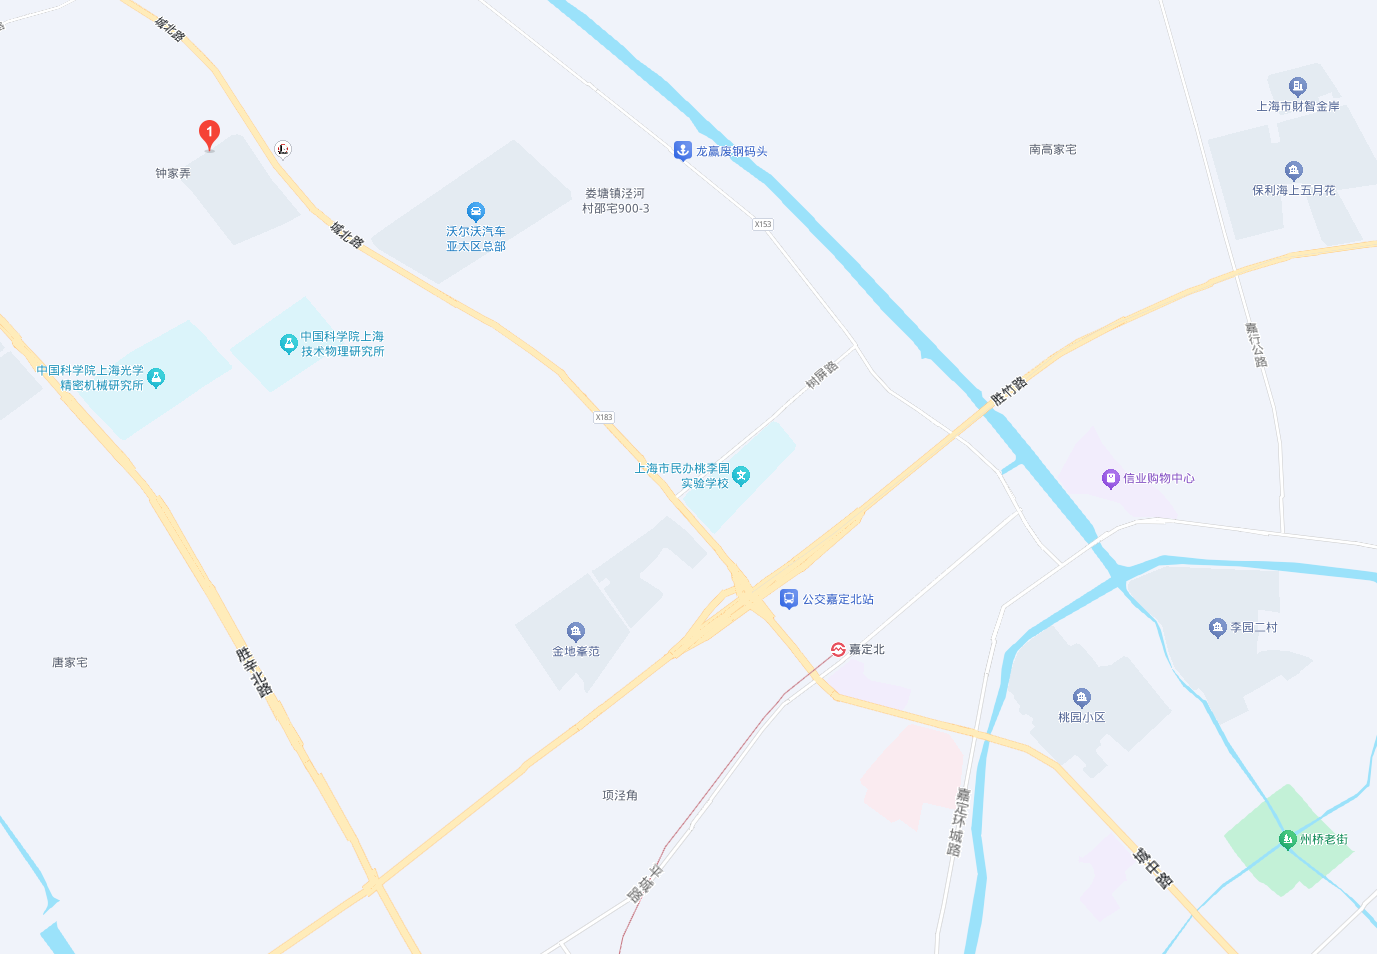 城北路
上海市财智金岸
1
龙赢废钢码头
南高家宅
钟家弄
保利海上五月花
娄塘镇泾河
村邵宅900-3
X153
沃尔沃汽车
亚太区总部
城北路
中国科学院上海
技术物理研究所
嘉行公路
中国科学院上海光学
精密机械研究所
树屏路
胜竹路
X183
上海市民办桃李园
实验学校
信业购物中心
公交嘉定北站
李园二村
金地峯范
嘉定北
唐家宅
胜辛北路
桃园小区
项泾角
嘉定环城路
州桥老街
城中路